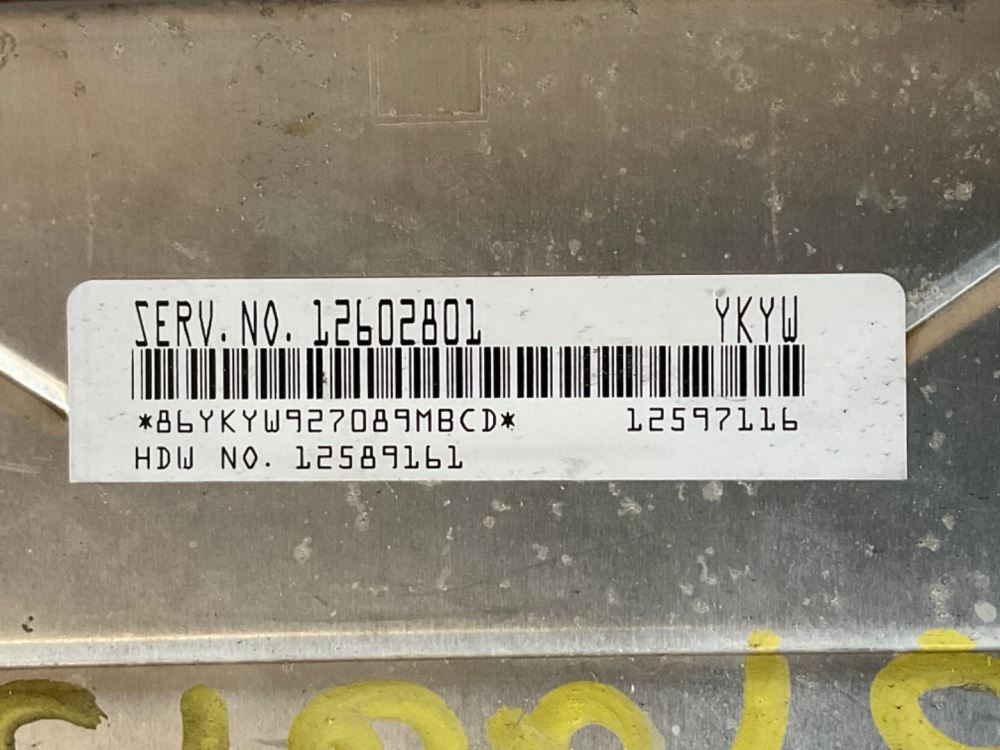 SERV. NO. 12602801 YKYW
*86YKYW927089MBCD* 12597116
HDW NO. 12589161